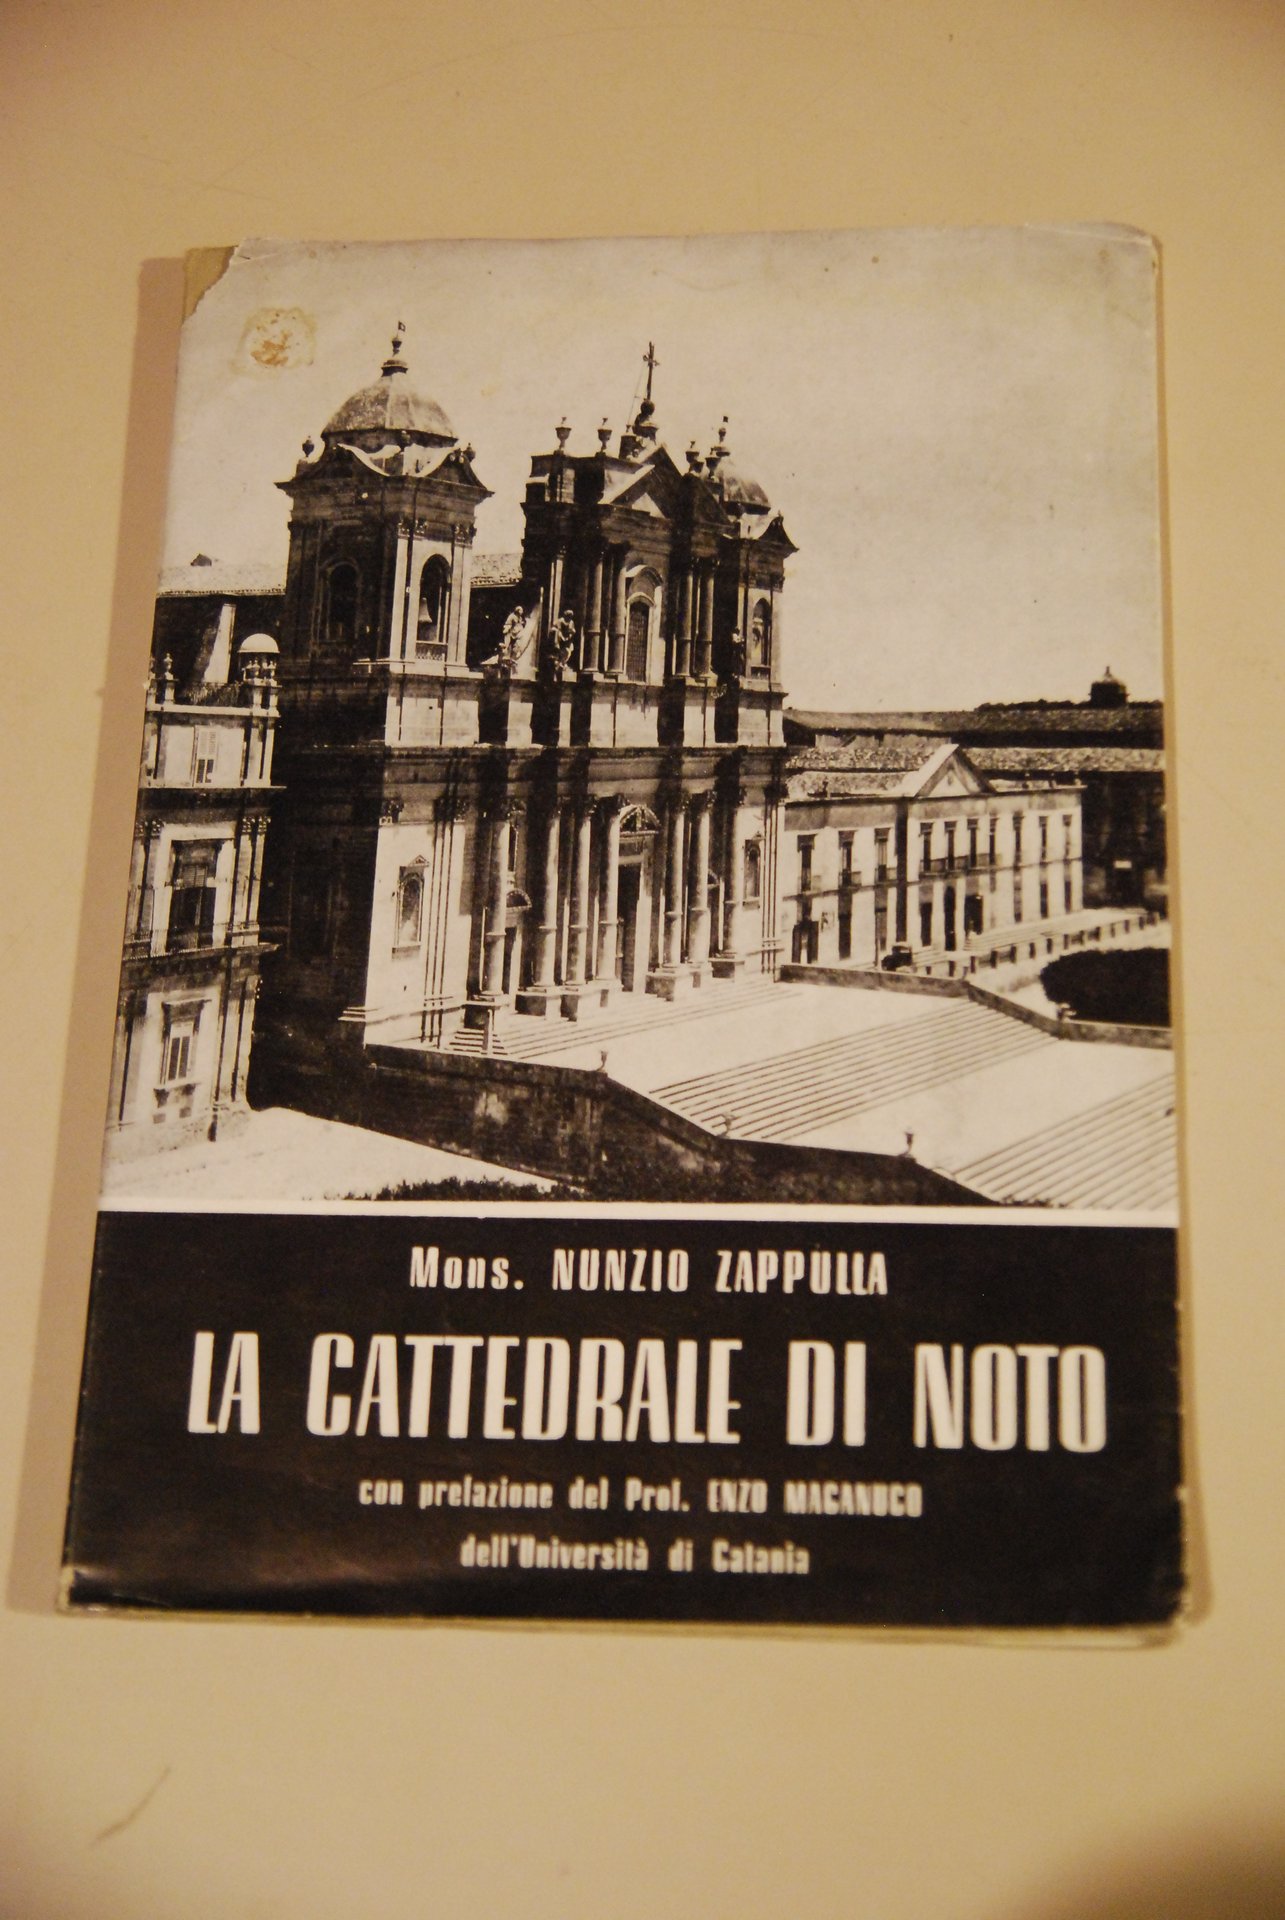 Mons. NUNZIO ZAPPULLA
LA CATTEDRALE DI NOTO
con prefazione del Prof. ENZO MAGANUCO
dell'Università di Catania